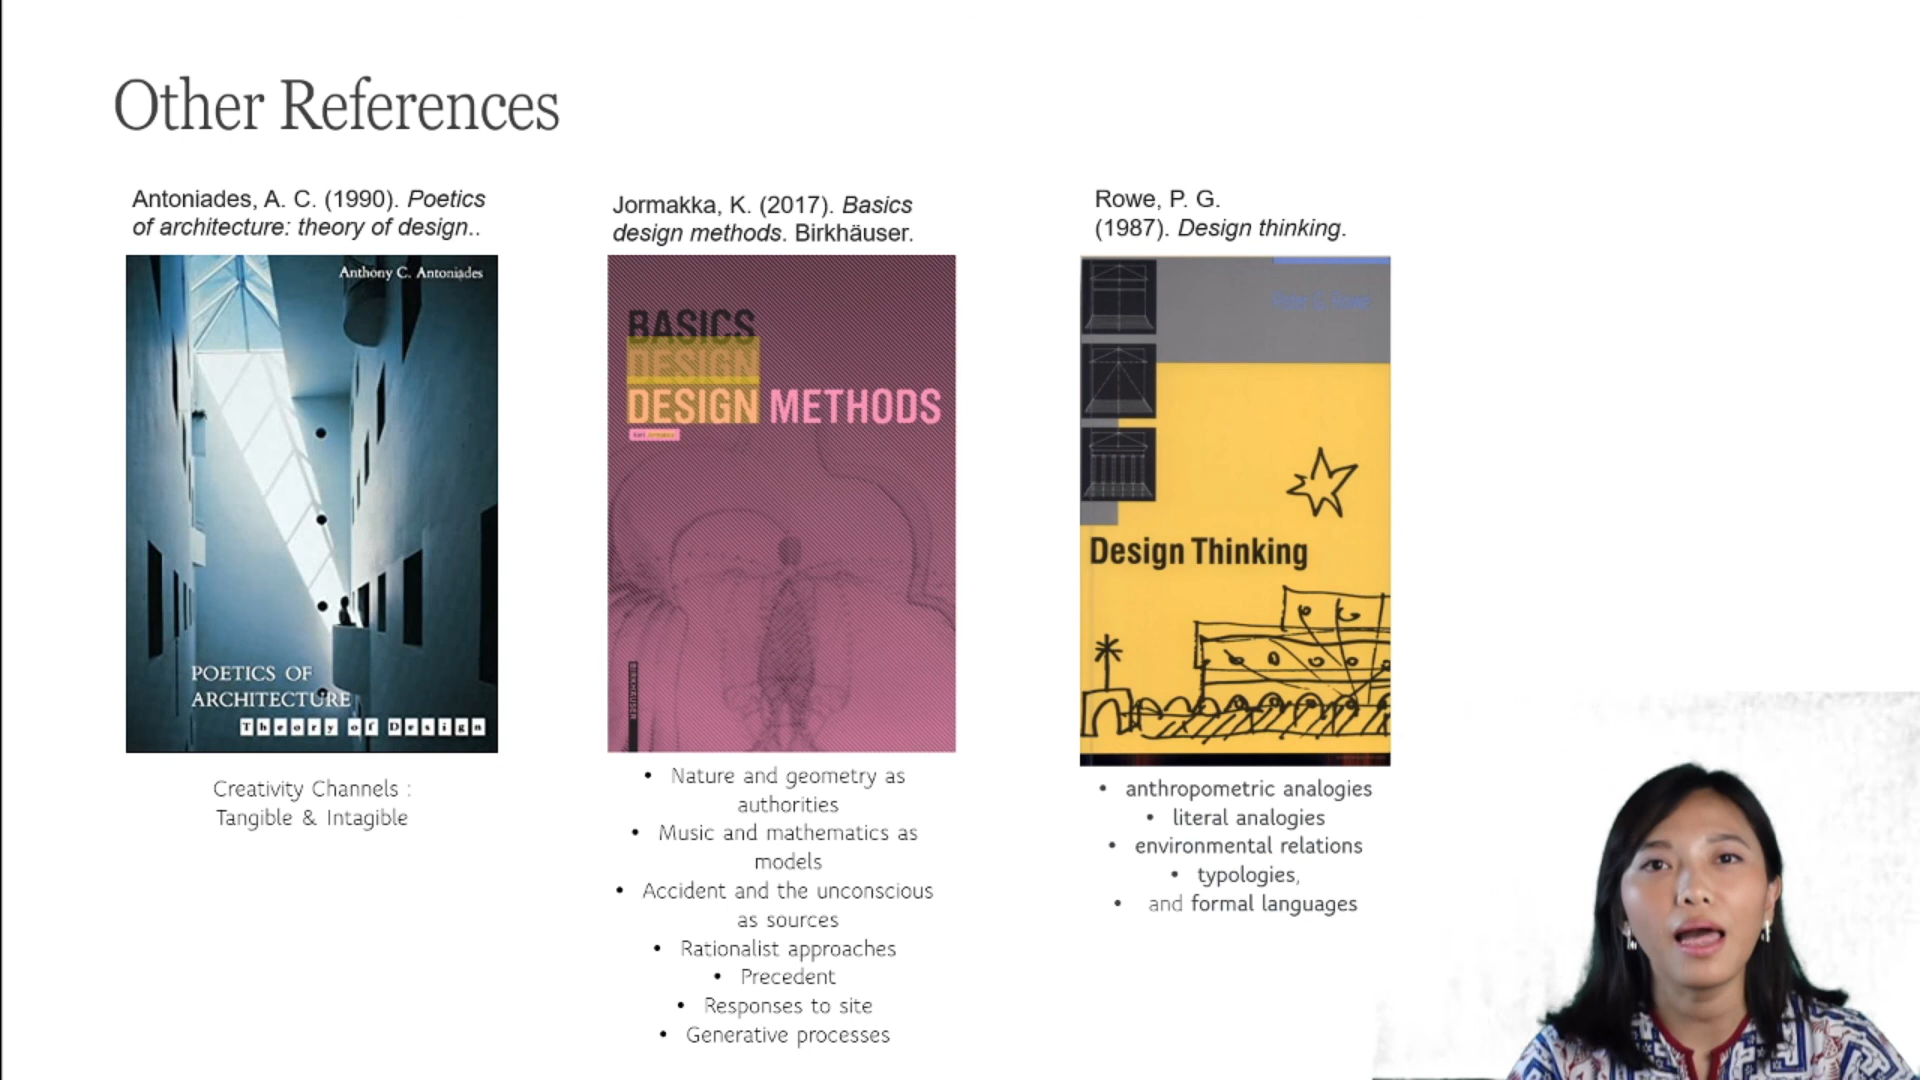 Other References
Antoniades, A. C. (1990). Poetics
of architecture: theory of design..
Anthony C. Antoniades
POETICS OF
ARCHITECTURE
Theory of Design
Creativity Channels :
Tangible & Intagible
Jormakka, K. (2017). Basics
design methods. Birkhäuser.
BASICS
DESIGN
DESIGN METHODS
BIRKHÄUSER
• Nature and geometry as
authorities
• Music and mathematics as
models
• Accident and the unconscious
as sources
• Rationalist approaches
• Precedent
• Responses to site
• Generative processes
Rowe, P. G.
(1987). Design thinking.
Peter G. Rowe
Design Thinking
• anthropometric analogies
• literal analogies
• environmental relations
• typologies,
• and formal languages